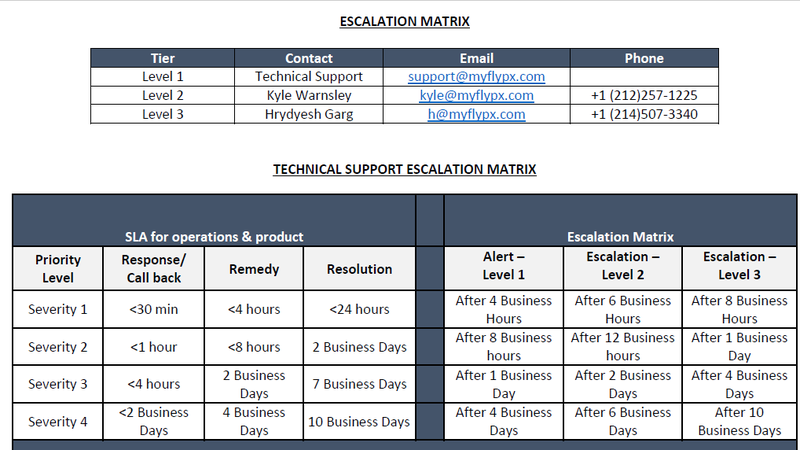 ESCALATION MATRIX
Tier Contact Email Phone
Level 1 Technical Support support@myflypx.com
Level 2 Kyle Warnsley kyle@myflypx.com +1 (212)257-1225
Level 3 Hrydyesh Garg h@myflypx.com +1 (214)507-3340
TECHNICAL SUPPORT ESCALATION MATRIX
SLA for operations & product Escalation Matrix
Priority Response/ Alert – Escalation – Escalation –
Level Call back Remedy Resolution Level 1 Level 2 Level 3
Severity 1 <30 min <4 hours <24 hours After 4 Business After 6 Business After 8 Business
Hours Hours Hours
Severity 2 <1 hour <8 hours 2 Business Days After 8 Business After 12 Business After 1 Business
hours hours Day
Severity 3 <4 hours 2 Business 7 Business Days After 1 Business After 2 Business After 4 Business
Days Day Days Days
Severity 4 <2 Business 4 Business 10 Business Days After 4 Business After 6 Business After 10
Days Days Days Days Business Days